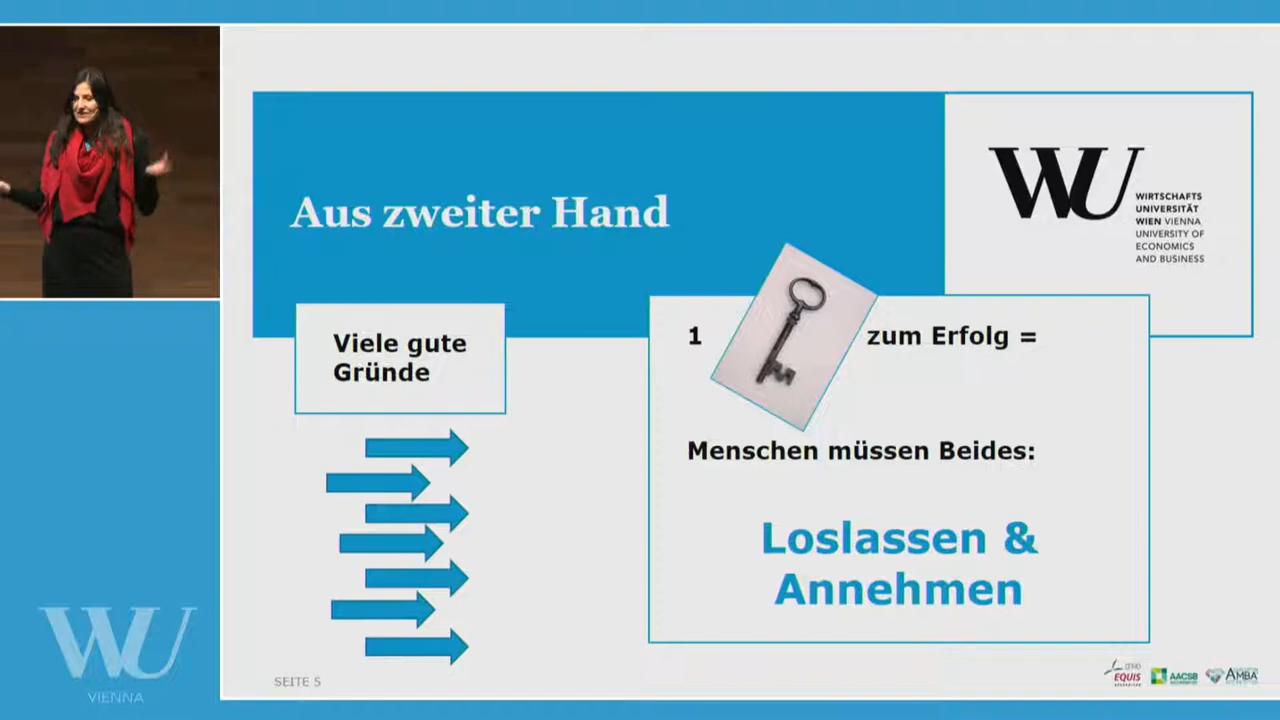 Aus zweiter Hand
WU
WIRTSCHAFTS
UNIVERSITÄT
WIEN VIENNA
UNIVERSITY OF
ECONOMICS
AND BUSINESS
Viele gute
Gründe
1 zum Erfolg =
Menschen müssen Beides:
Loslassen &
Annehmen
WU
VIENNA
SEITE 5
EFMD
EQUIS
AACSB
AMBA